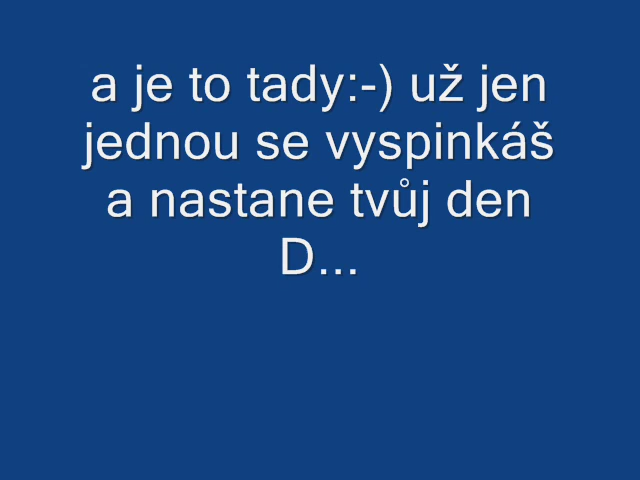 a je to tady:-) už jen
jednou se vyspinkáš
a nastane tvůj den
D...